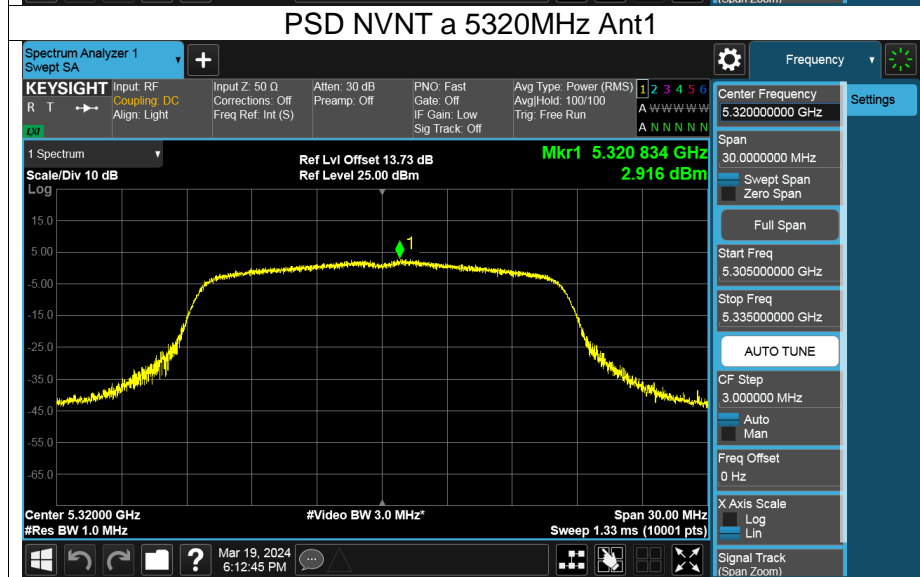 (Span Zoom)
PSD NVNT a 5320MHz Ant1
Spectrum Analyzer 1
Swept SA
Frequency
KEYSIGHT
R T
LXI
Input: RF
Coupling: DC
Align: Light
Input Z: 50 Ω
Corrections: Off
Freq Ref: Int (S)
Atten: 30 dB
Preamp: Off
PNO: Fast
Gate: Off
IF Gain: Low
Sig Track: Off
Avg Type: Power (RMS)
Avg|Hold: 100/100
Trig: Free Run
1 2 3 4 5 6
A W W W W W
A N N N N N
Center Frequency
5.320000000 GHz
Settings
1 Spectrum
Scale/Div 10 dB
Log
Ref Lvl Offset 13.73 dB
Ref Level 25.00 dBm
Mkr1 5.320 834 GHz
2.916 dBm
Span
30.0000000 MHz
Swept Span
Zero Span
Full Span
Start Freq
5.305000000 GHz
Stop Freq
5.335000000 GHz
AUTO TUNE
CF Step
3.000000 MHz
Auto
Man
Freq Offset
0 Hz
X Axis Scale
Log
Lin
Signal Track
(Span Zoom)
15.0
5.00
-5.00
-15.0
-25.0
-35.0
-45.0
-55.0
-65.0
1
Center 5.32000 GHz
#Res BW 1.0 MHz
#Video BW 3.0 MHz*
Span 30.00 MHz
Sweep 1.33 ms (10001 pts)
?
Mar 19, 2024
6:12:45 PM